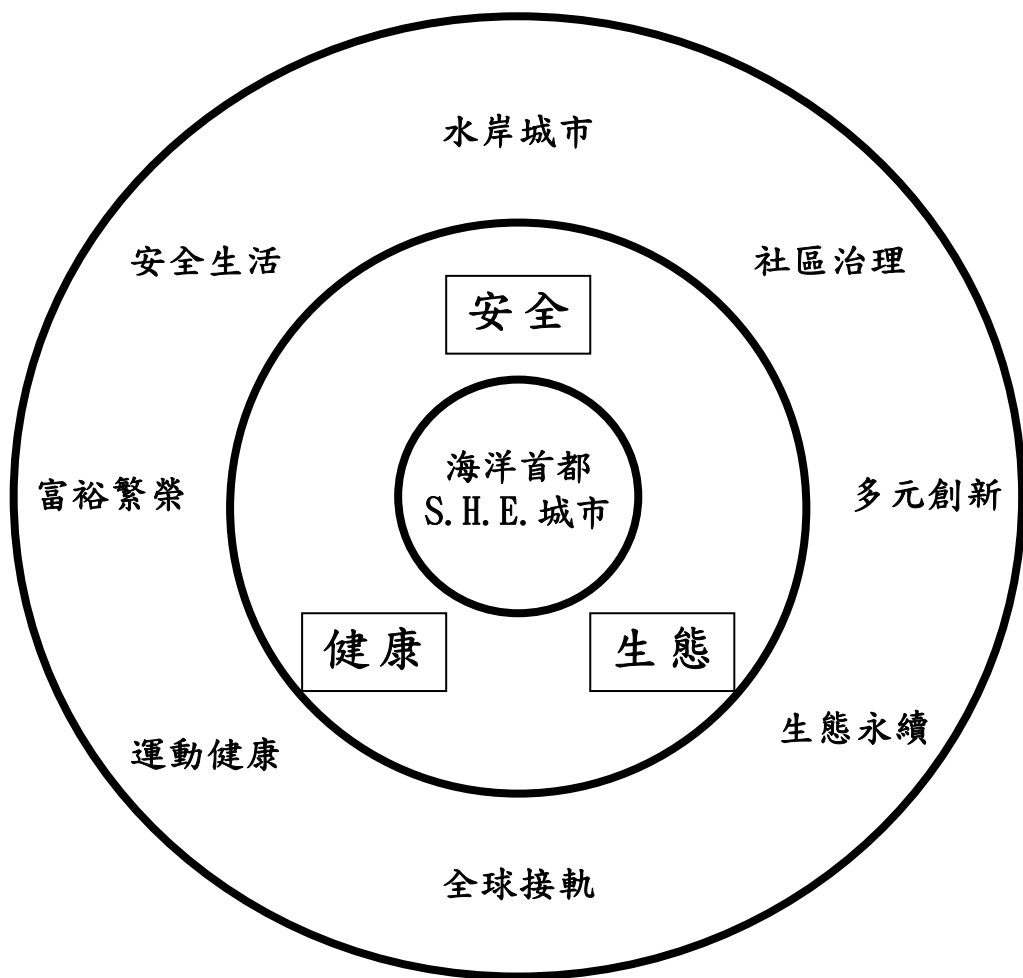 水岸城市
安全生活
社區治理
安全
海洋首都
S.H.E.城市
富裕繁榮
多元創新
健康
生態
生態永續
運動健康
全球接軌